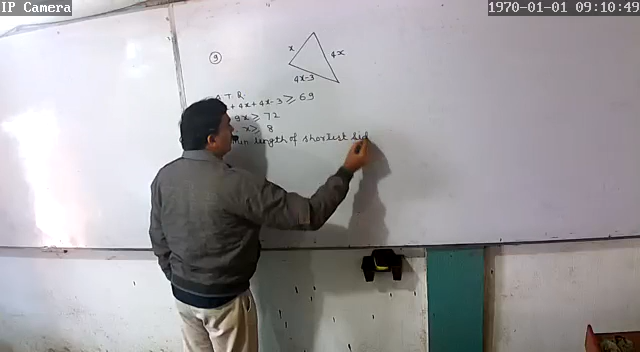 IP Camera
1970-01-01 09:10:49
9
x
4x
4x-3
A.T.R.
+ 4x + 4x-3 ≥ 69
9x ≥ 72
x ≥ 8
length of shortest sid